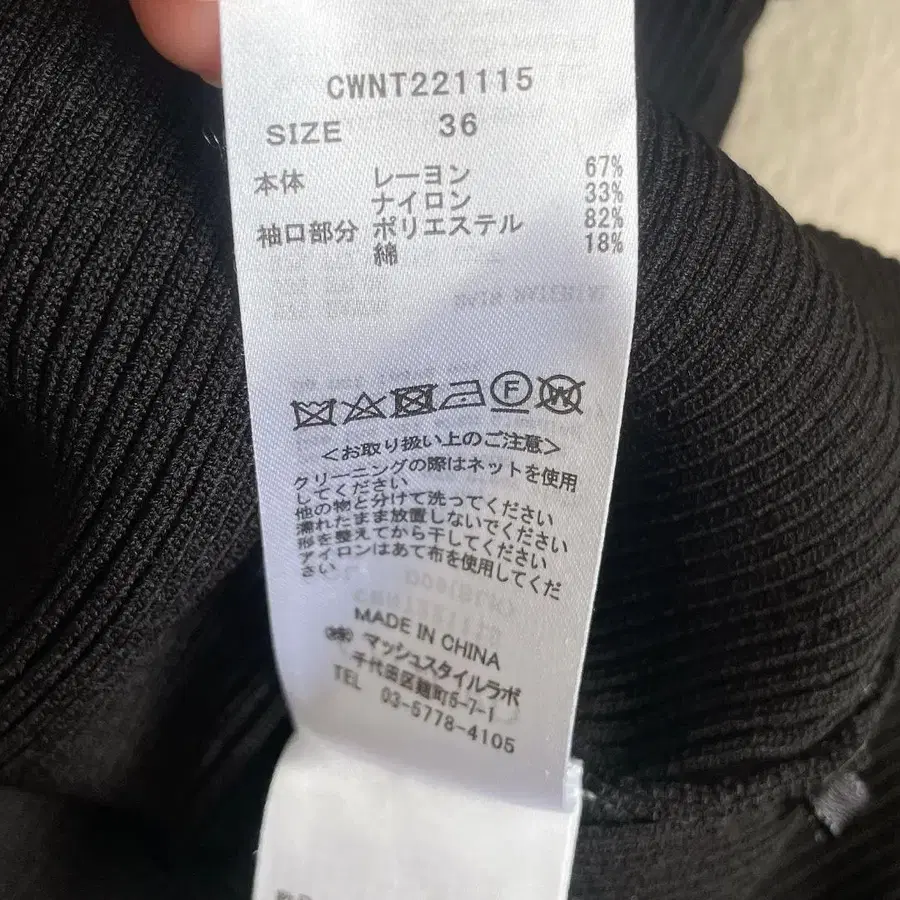 CWNT221115
SIZE 36
本体 レーヨン 67%
ナイロン 33%
袖口部分 ポリエステル 82%
綿 18%
F W
＜お取り扱い上のご注意＞
クリーニングの際はネットを使用
してください
他の物と分けて洗ってください
濡れたまま放置しないでください
形を整えてから干してください
アイロンはあて布を使用してくだ
さい
MADE IN CHINA
㈱ マッシュスタイルラボ
千代田区麹町5-7-1
TEL 03-5778-4105